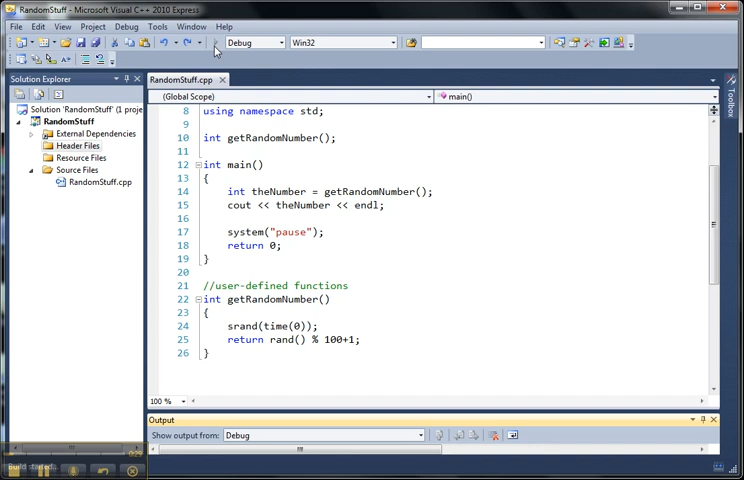 RandomStuff - Microsoft Visual C++ 2010 Express
File Edit View Project Debug Tools Window Help
Debug Win32
Solution Explorer
RandomStuff.cpp
(Global Scope) main()
Solution 'RandomStuff' (1 proje
RandomStuff
External Dependencies
Header Files
Resource Files
Source Files
RandomStuff.cpp
8 using namespace std;
9
10 int getRandomNumber();
11
12 int main()
13 {
14 int theNumber = getRandomNumber();
15 cout << theNumber << endl;
16
17 system("pause");
18 return 0;
19 }
20
21 //user-defined functions
22 int getRandomNumber()
23 {
24 srand(time(0));
25 return rand() % 100+1;
26 }
100 %
Toolbox
Output
Show output from: Debug
Build started...
0:29